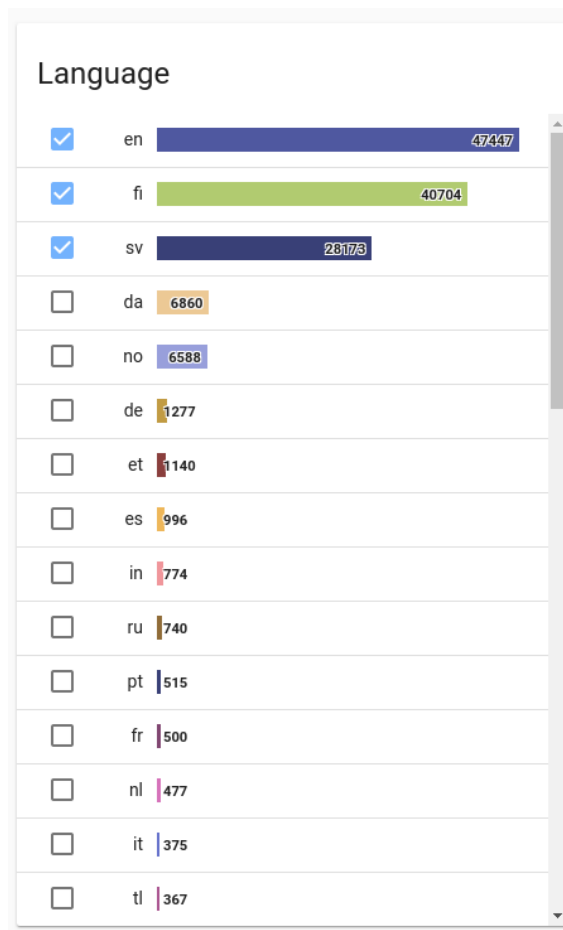 Language
en 47447
fi 40704
sv 28173
da 6860
no 6588
de 1277
et 1140
es 996
in 774
ru 740
pt 515
fr 500
nl 477
it 375
tl 367